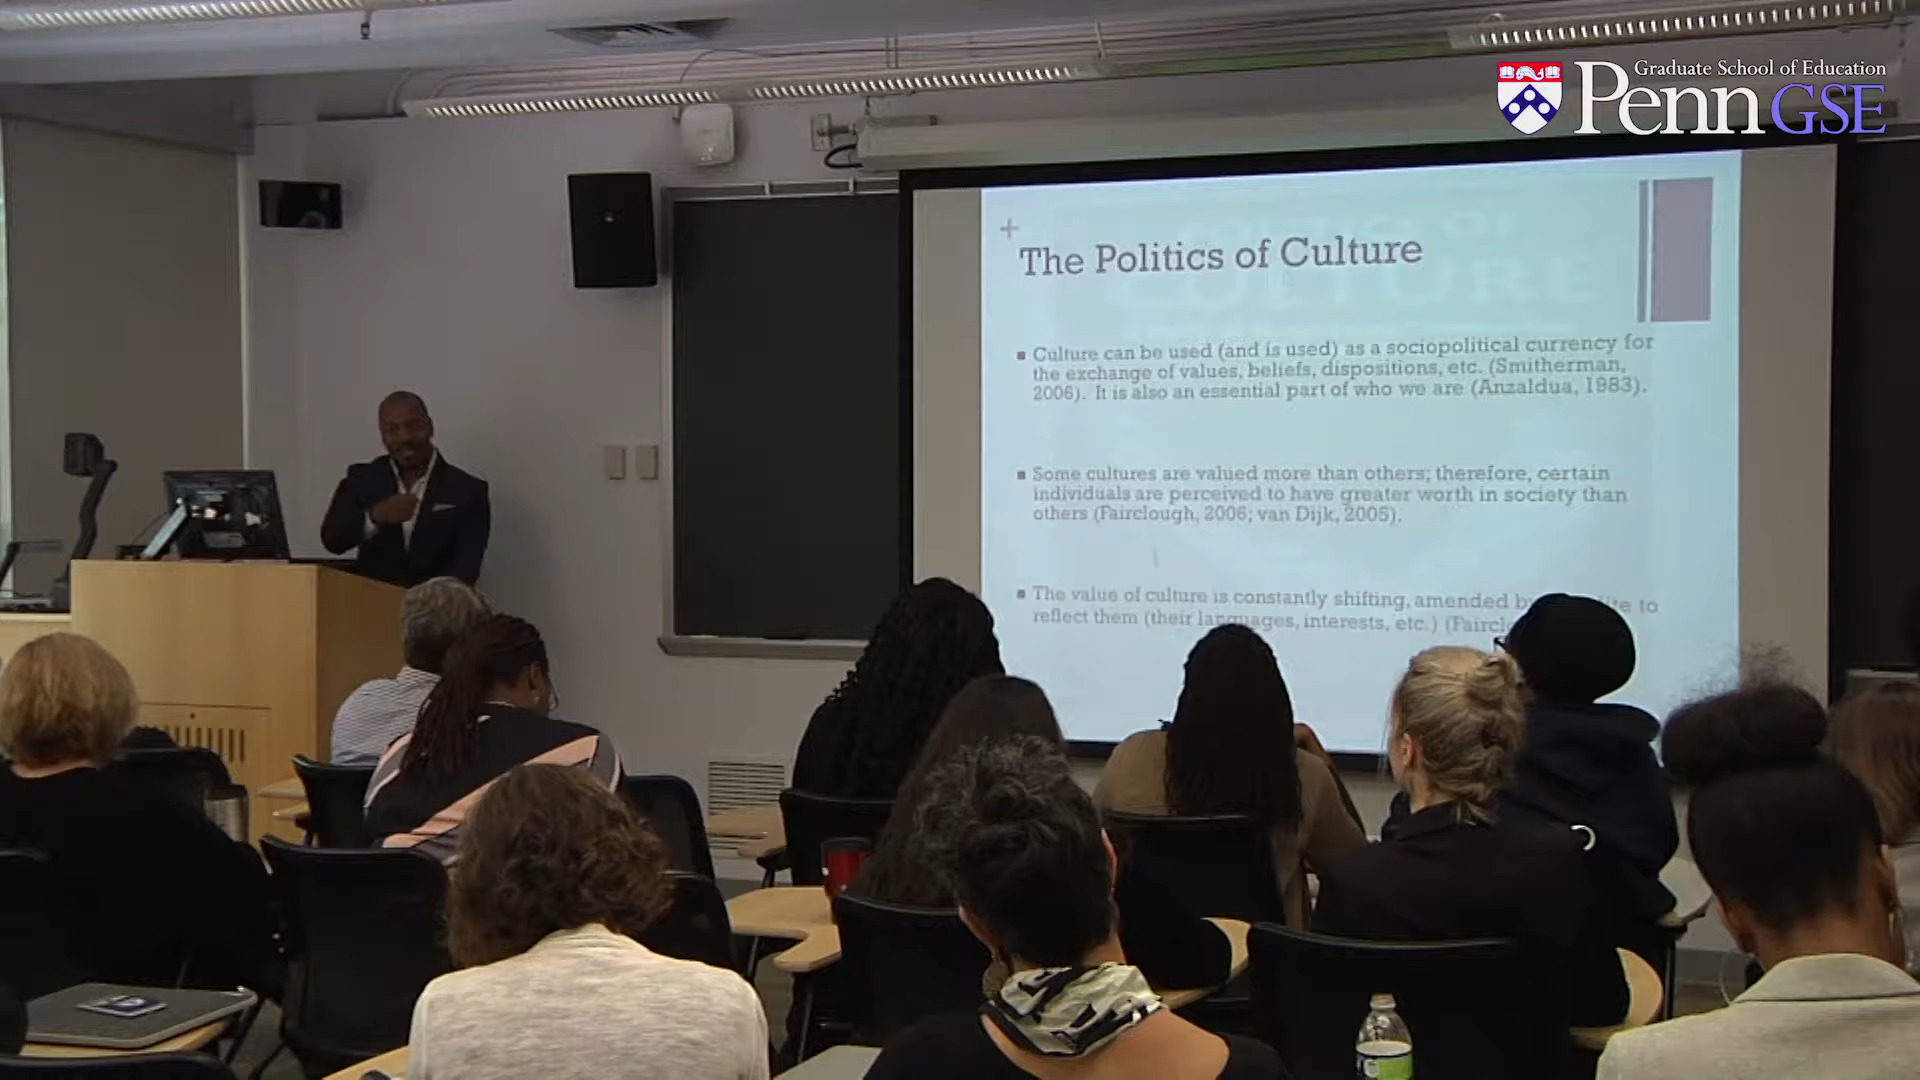 Graduate School of Education
Penn GSE
+
The Politics of Culture
▪ Culture can be used (and is used) as a sociopolitical currency for
the exchange of values, beliefs, dispositions, etc. (Smitherman,
2006). It is also an essential part of who we are (Anzaldua, 1983).
▪ Some cultures are valued more than others; therefore, certain
individuals are perceived to have greater worth in society than
others (Fairclough, 2006; van Dijk, 2005).
▪ The value of culture is constantly shifting, amended to
reflect them (their languages, interests, etc.)